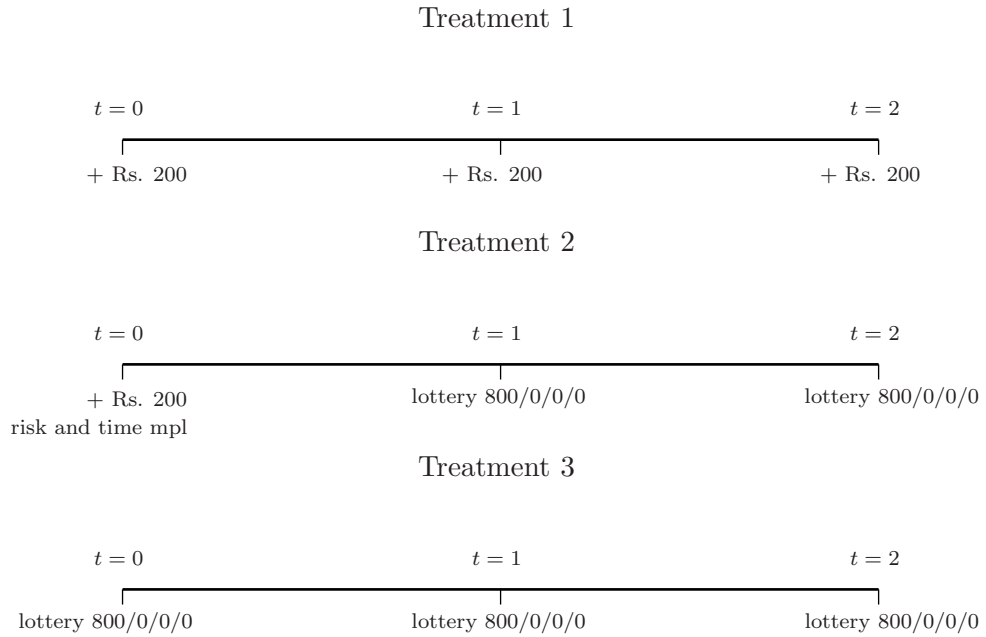 Treatment 1
t = 0 t = 1 t = 2
+ Rs. 200 + Rs. 200 + Rs. 200
Treatment 2
t = 0 t = 1 t = 2
+ Rs. 200 lottery 800/0/0/0 lottery 800/0/0/0
risk and time mpl
Treatment 3
t = 0 t = 1 t = 2
lottery 800/0/0/0 lottery 800/0/0/0 lottery 800/0/0/0